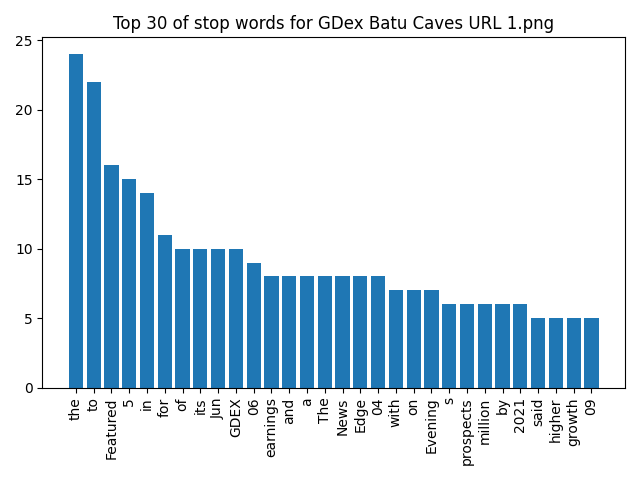 Top 30 of stop words for GDex Batu Caves URL 1.png
25
20
15
10
5
0
the
to
Featured
5
in
for
of
its
Jun
GDEX
06
earnings
and
a
The
News
Edge
04
with
on
Evening
s
prospects
million
by
2021
said
higher
growth
09